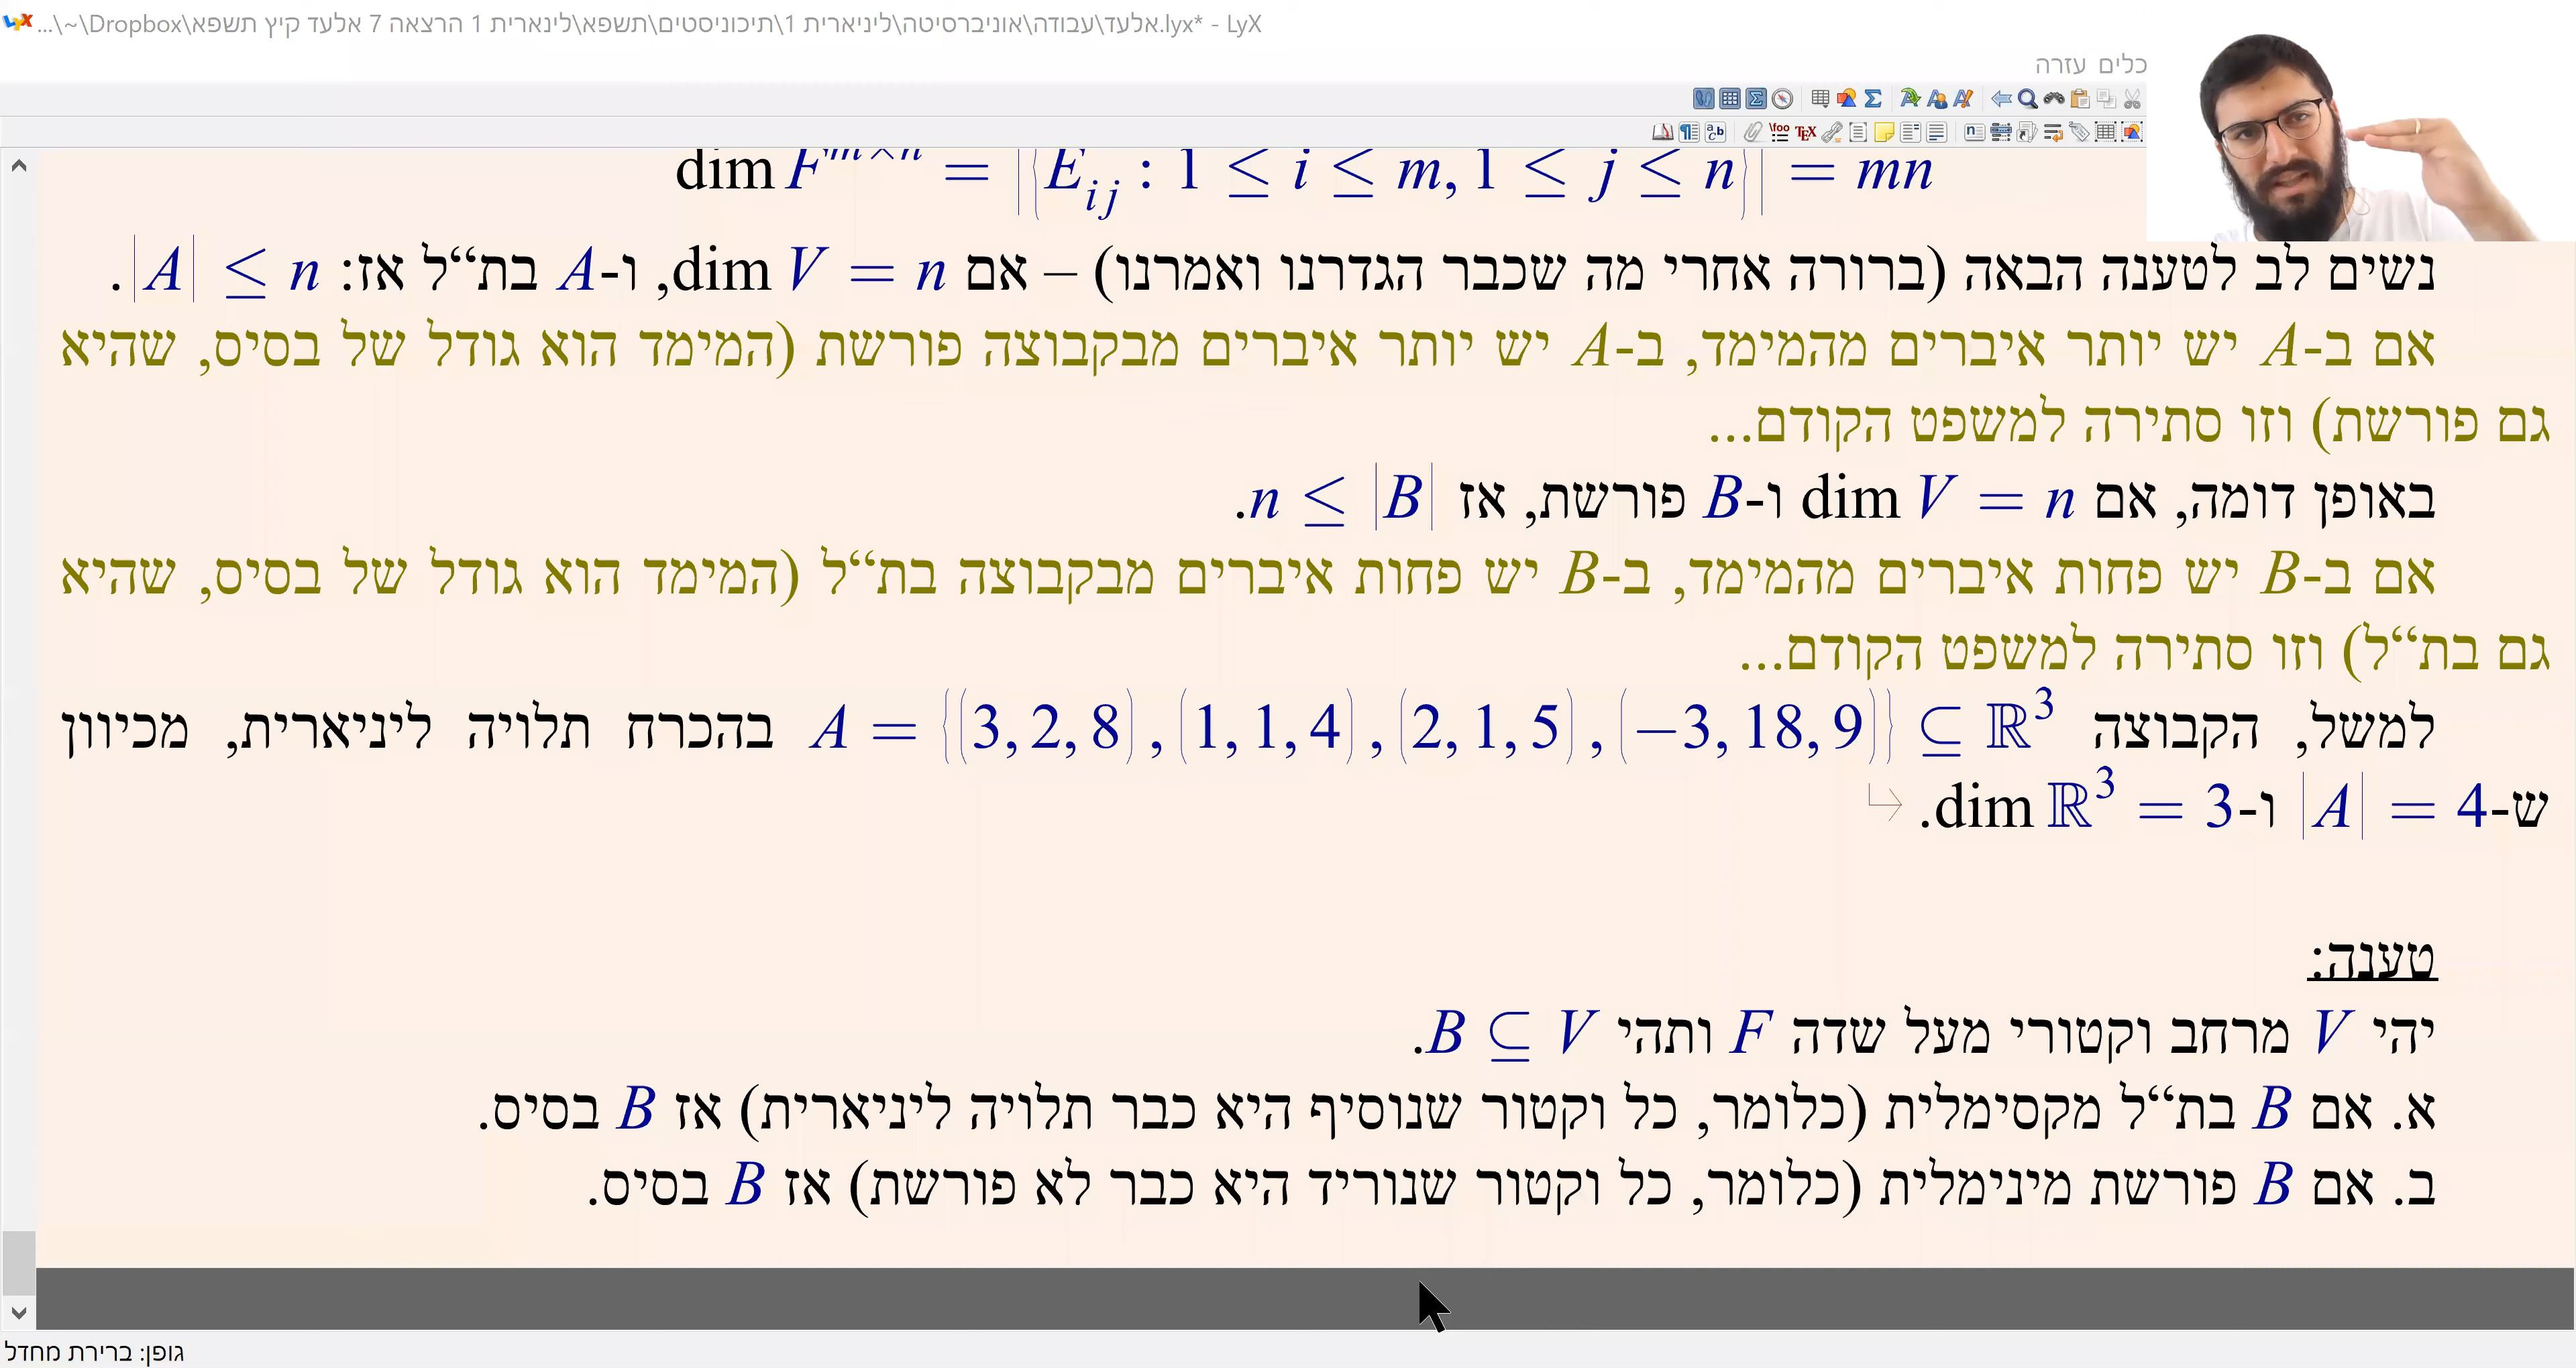 ...\~\Dropbox\אלעד\עבודה\אוניברסיטה\ליניארית 1\תיכוניסטים\תשפא\לינארית 1 הרצאה 7 אלעד קיץ תשפא.lyx* - LyX
כלים עזרה
dim F^{m×n} = |{E_{ij} : 1 ≤ i ≤ m, 1 ≤ j ≤ n}| = mn
נשים לב לטענה הבאה (ברורה אחרי מה שכבר הגדרנו ואמרנו) – אם dim V = n, ו-A בת“ל אז: |A| ≤ n.
אם ב-A יש יותר איברים מהמימד, ב-A יש יותר איברים מבקבוצה פורשת (המימד הוא גודל של בסיס, שהיא
גם פורשת) וזו סתירה למשפט הקודם...
באופן דומה, אם dim V = n ו-B פורשת, אז n ≤ |B|.
אם ב-B יש פחות איברים מהמימד, ב-B יש פחות איברים מבקבוצה בת“ל (המימד הוא גודל של בסיס, שהיא
גם בת“ל) וזו סתירה למשפט הקודם...
למשל, הקבוצה A = {(3, 2, 8), (1, 1, 4), (2, 1, 5), (−3, 18, 9)} ⊆ ℝ³ בהכרח תלויה ליניארית, מכיוון
ש-|A| = 4 ו-dim ℝ³ = 3.
טענה:
יהי V מרחב וקטורי מעל שדה F ותהי B ⊆ V.
א. אם B בת“ל מקסימלית (כלומר, כל וקטור שנוסיף היא כבר תלויה ליניארית) אז B בסיס.
ב. אם B פורשת מינימלית (כלומר, כל וקטור שנוריד היא כבר לא פורשת) אז B בסיס.
גופן: ברירת מחדל